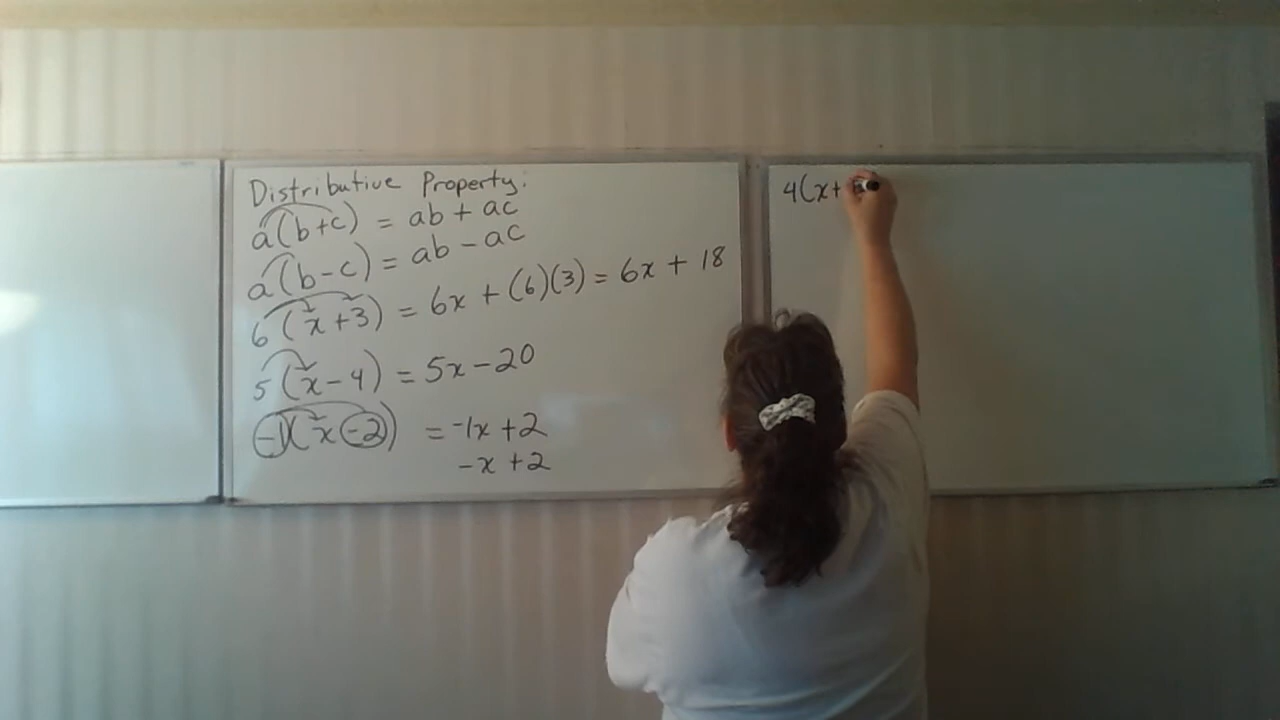 Distributive Property:
a(b+c) = ab + ac
a(b-c) = ab - ac
6(x+3) = 6x + (6)(3) = 6x + 18
5(x-4) = 5x - 20
-1(x-2) = -1x + 2
-x + 2
4(x+